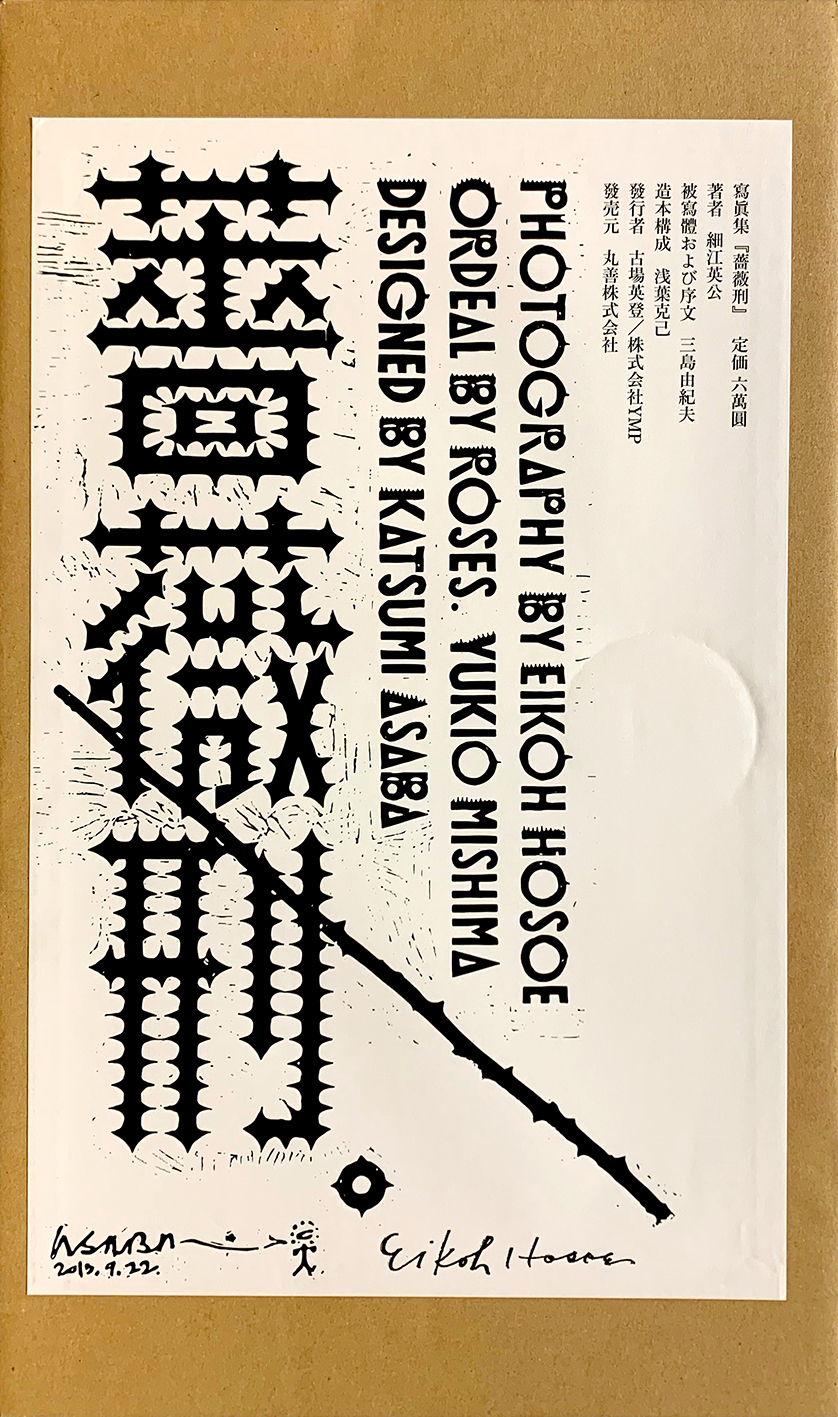 寫眞集『薔薇刑』 定価 六萬圓
著者 細江英公
被寫體および序文 三島由紀夫
造本構成 浅葉克己
發行者 古場英登／株式会社YMP
發売元 丸善株式会社
PHOTOGRAPHY BY EIKOH HOSOE
ORDEAL BY ROSES. YUKIO MISHIMA
DESIGNED BY KATSUMI ASABA
薔薇刑
ASABA
2015.9.22.
Eikoh Hosoe